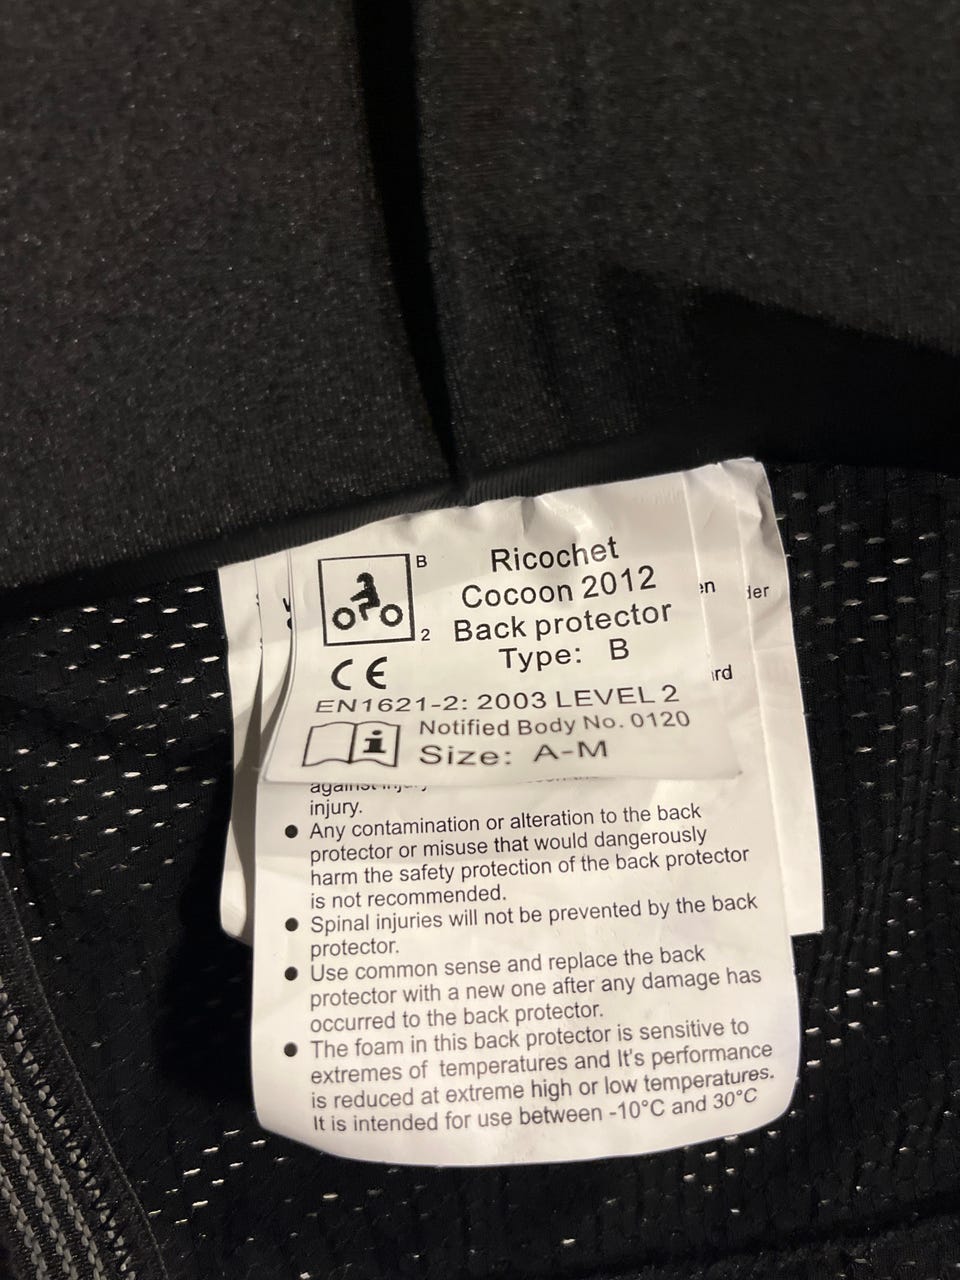 B
2
Ricochet
Cocoon 2012
Back protector
Type: B
CE
EN1621-2: 2003 LEVEL 2
Notified Body No. 0120
Size: A-M
against
injury.
● Any contamination or alteration to the back
protector or misuse that would dangerously
harm the safety protection of the back protector
is not recommended.
● Spinal injuries will not be prevented by the back
protector.
● Use common sense and replace the back
protector with a new one after any damage has
occurred to the back protector.
● The foam in this back protector is sensitive to
extremes of temperatures and It's performance
is reduced at extreme high or low temperatures.
It is intended for use between -10°C and 30°C